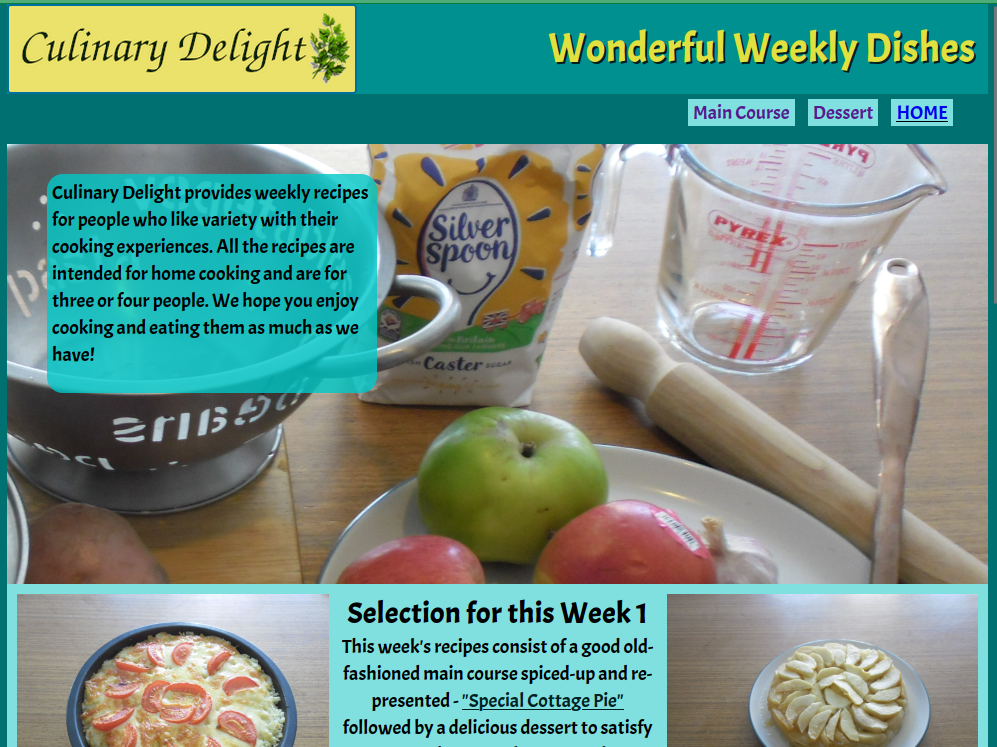 Culinary Delight
Wonderful Weekly Dishes
Main Course
Dessert
HOME
Culinary Delight provides weekly recipes
for people who like variety with their
cooking experiences. All the recipes are
intended for home cooking and are for
three or four people. We hope you enjoy
cooking and eating them as much as we
have!
Silver
Spoon
Caster SUGAR
PYREX
Selection for this Week 1
This week's recipes consist of a good old-
fashioned main course spiced-up and re-
presented - "Special Cottage Pie"
followed by a delicious dessert to satisfy